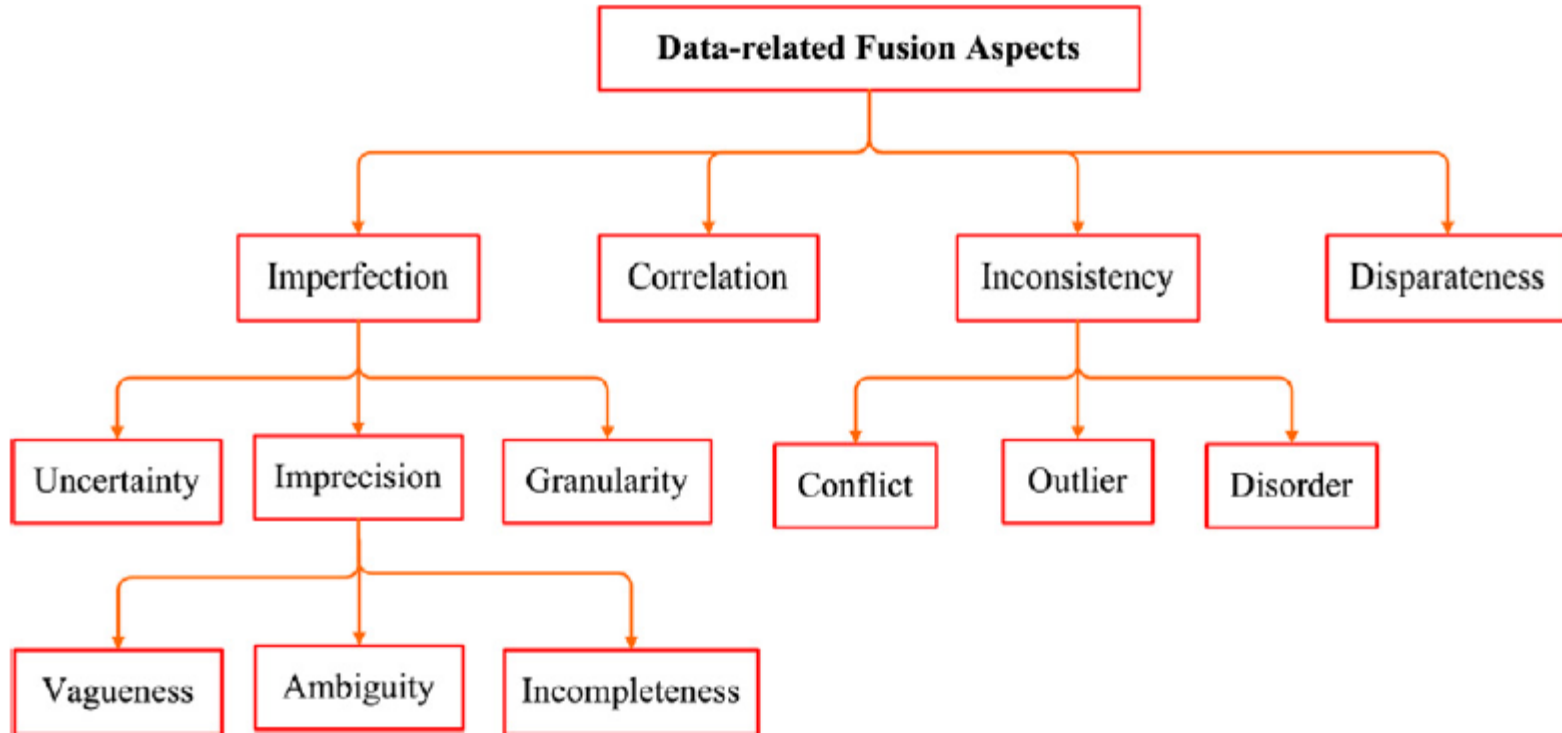 Data-related Fusion Aspects
Imperfection
Correlation
Inconsistency
Disparateness
Uncertainty
Imprecision
Granularity
Conflict
Outlier
Disorder
Vagueness
Ambiguity
Incompleteness